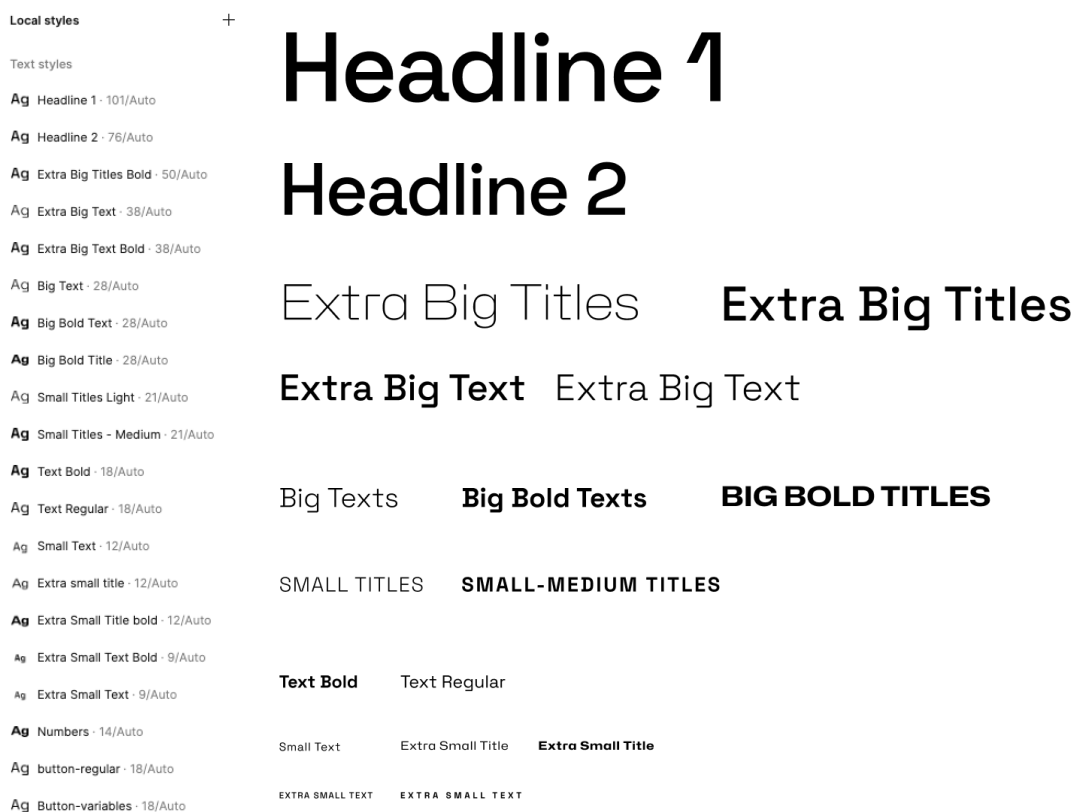 Local styles
Text styles
Ag Headline 1 · 101/Auto
Ag Headline 2 · 76/Auto
Ag Extra Big Titles Bold · 50/Auto
Ag Extra Big Text · 38/Auto
Ag Extra Big Text Bold · 38/Auto
Ag Big Text · 28/Auto
Ag Big Bold Text · 28/Auto
Ag Big Bold Title · 28/Auto
Ag Small Titles Light · 21/Auto
Ag Small Titles - Medium · 21/Auto
Ag Text Bold · 18/Auto
Ag Text Regular · 18/Auto
Ag Small Text · 12/Auto
Ag Extra small title · 12/Auto
Ag Extra Small Title bold · 12/Auto
Ag Extra Small Text Bold · 9/Auto
Ag Extra Small Text · 9/Auto
Ag Numbers · 14/Auto
Ag button-regular · 18/Auto
Ag Button-variables · 18/Auto
Headline 1
Headline 2
Extra Big Titles Extra Big Titles
Extra Big Text Extra Big Text
Big Texts Big Bold Texts BIG BOLD TITLES
SMALL TITLES SMALL-MEDIUM TITLES
Text Bold Text Regular
Small Text Extra Small Title Extra Small Title
EXTRA SMALL TEXT EXTRA SMALL TEXT